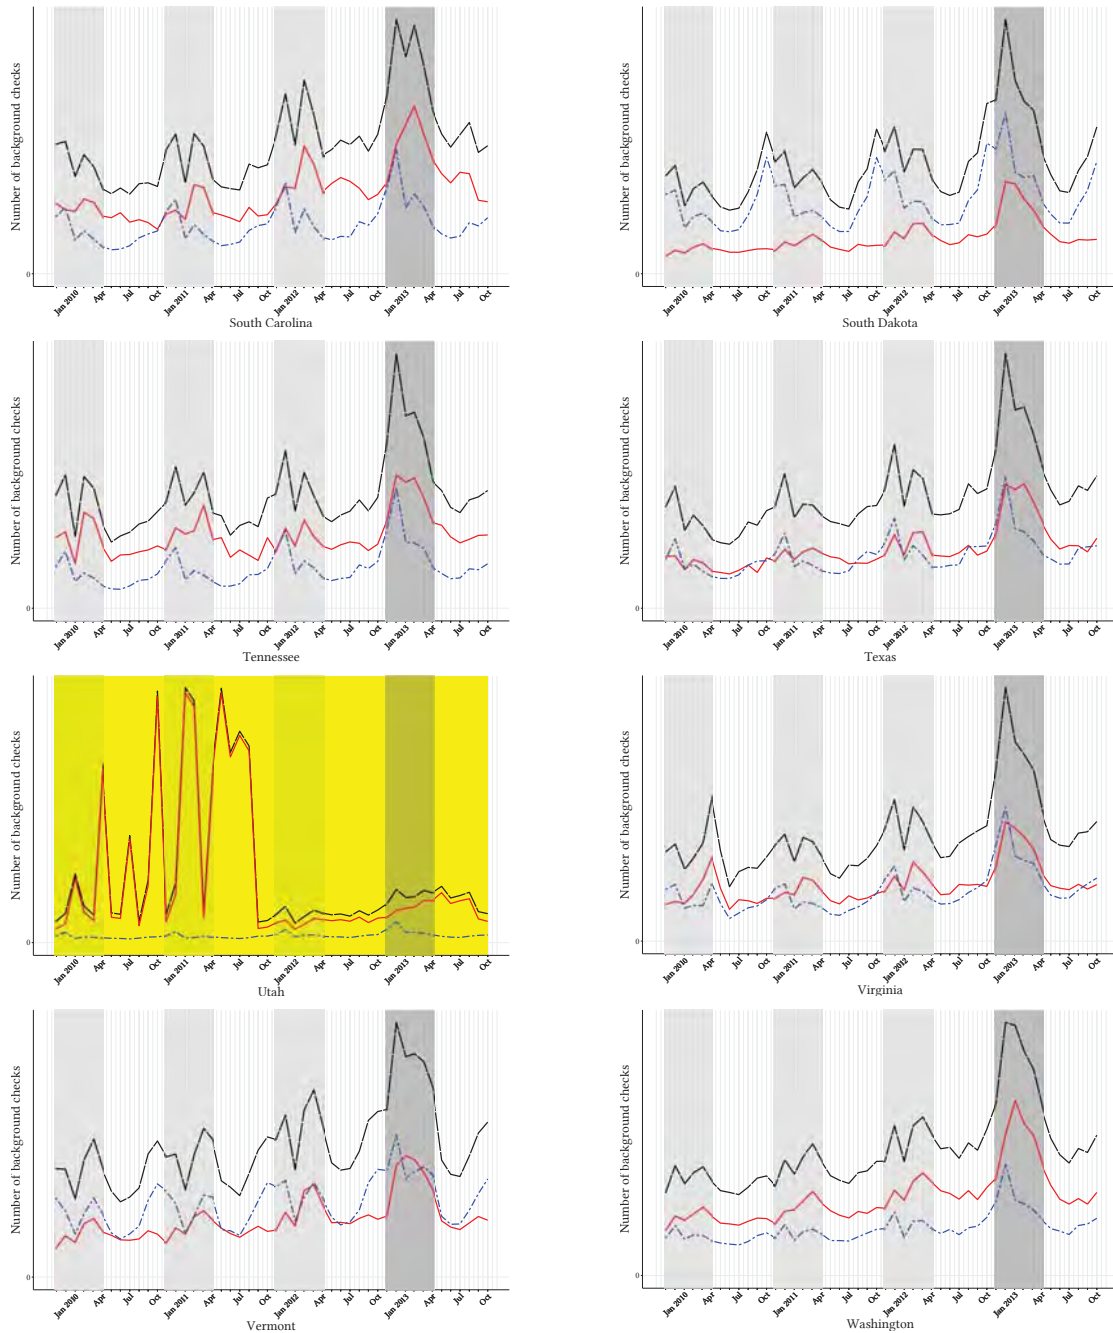 Number of background checks
0
Jan 2010 Apr Jul Oct Jan 2011 Apr Jul Oct Jan 2012 Apr Jul Oct Jan 2013 Apr Jul Oct
South Carolina
Number of background checks
0
Jan 2010 Apr Jul Oct Jan 2011 Apr Jul Oct Jan 2012 Apr Jul Oct Jan 2013 Apr Jul Oct
South Dakota
Number of background checks
0
Jan 2010 Apr Jul Oct Jan 2011 Apr Jul Oct Jan 2012 Apr Jul Oct Jan 2013 Apr Jul Oct
Tennessee
Number of background checks
0
Jan 2010 Apr Jul Oct Jan 2011 Apr Jul Oct Jan 2012 Apr Jul Oct Jan 2013 Apr Jul Oct
Texas
Number of background checks
0
Jan 2010 Apr Jul Oct Jan 2011 Apr Jul Oct Jan 2012 Apr Jul Oct Jan 2013 Apr Jul Oct
Utah
Number of background checks
0
Jan 2010 Apr Jul Oct Jan 2011 Apr Jul Oct Jan 2012 Apr Jul Oct Jan 2013 Apr Jul Oct
Virginia
Number of background checks
0
Jan 2010 Apr Jul Oct Jan 2011 Apr Jul Oct Jan 2012 Apr Jul Oct Jan 2013 Apr Jul Oct
Vermont
Number of background checks
0
Jan 2010 Apr Jul Oct Jan 2011 Apr Jul Oct Jan 2012 Apr Jul Oct Jan 2013 Apr Jul Oct
Washington